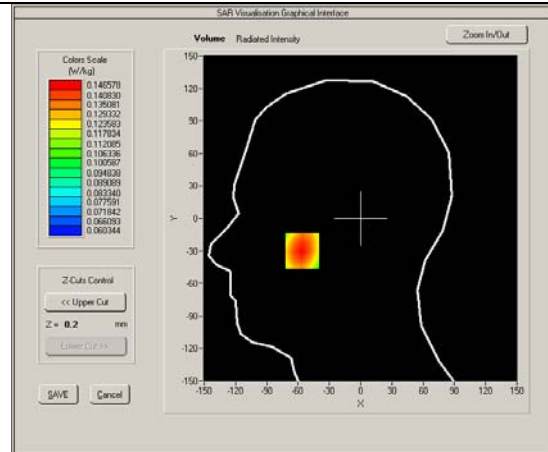 SAR Visualisation Graphical Interface
Volume Radiated Intensity
Zoom In/Out
Colors Scale
(W/kg)
0.146578
0.140830
0.135081
0.129332
0.123583
0.117834
0.112085
0.106336
0.100587
0.094838
0.089089
0.083340
0.077591
0.071842
0.066093
0.060344
Z-Cuts Control
<< Upper Cut
Z = 0.2 mm
Lower Cut >>
SAVE Cancel
150
120
90
60
30
0
-30
-60
-90
-120
-150
Y
-150 -120 -90 -60 -30 0 30 60 90 120 150
X